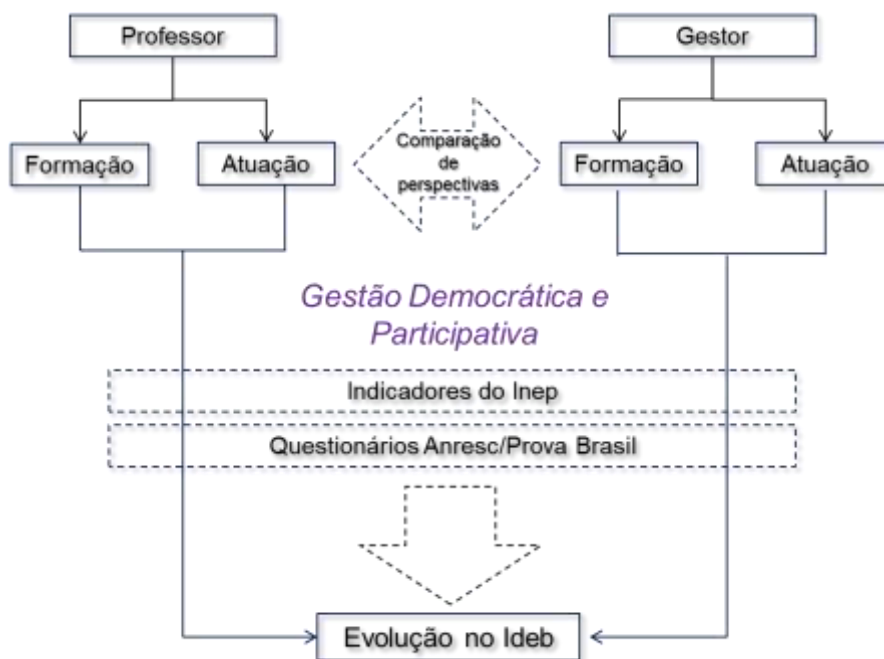 Professor
Gestor
Formação
Atuação
Comparação
de
perspectivas
Formação
Atuação
Gestão Democrática e
Participativa
Indicadores do Inep
Questionários Anresc/Prova Brasil
Evolução no Ideb